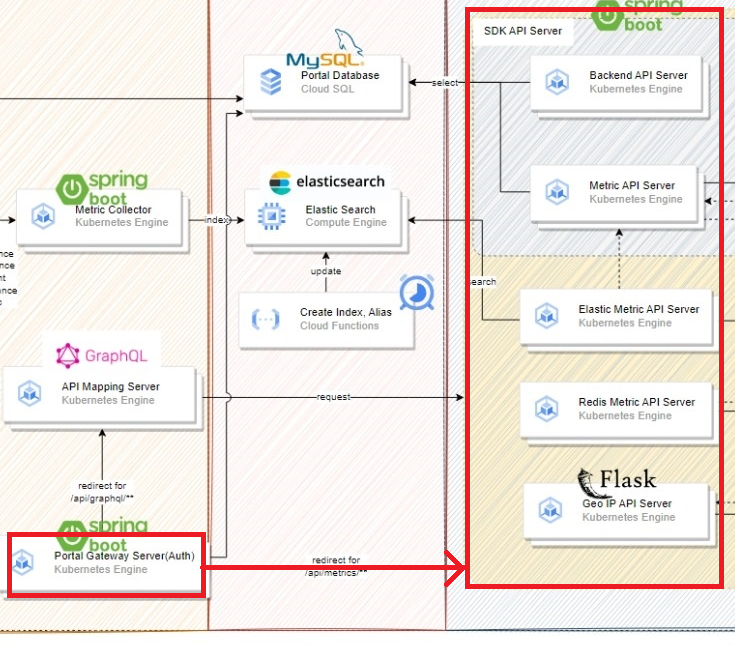 spring
boot
SDK API Server
MySQL
Portal Database
Cloud SQL
select
Backend API Server
Kubernetes Engine
spring
boot
Metric Collector
Kubernetes Engine
index
elasticsearch
Elastic Search
Compute Engine
Metric API Server
Kubernetes Engine
update
Create Index, Alias
Cloud Functions
Elastic Metric API Server
Kubernetes Engine
GraphQL
API Mapping Server
Kubernetes Engine
request
Redis Metric API Server
Kubernetes Engine
redirect for
/api/graphql/**
Flask
Geo IP API Server
Kubernetes Engine
spring
boot
Portal Gateway Server(Auth)
Kubernetes Engine
redirect for
/api/metrics/**